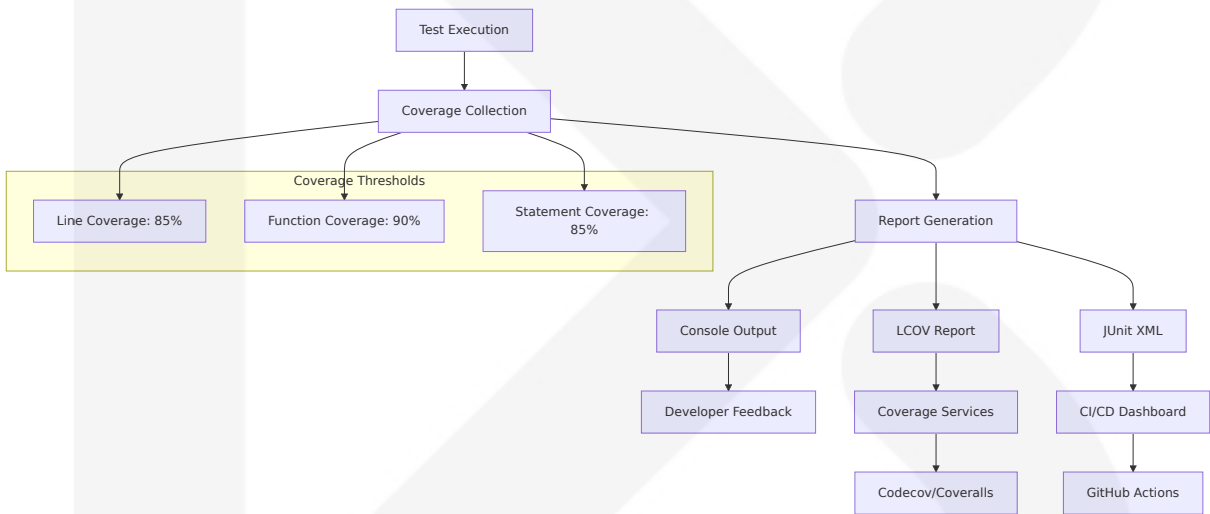 Test Execution
Coverage Collection
Coverage Thresholds
Line Coverage: 85%
Function Coverage: 90%
Statement Coverage:
85%
Report Generation
Console Output
LCOV Report
JUnit XML
Developer Feedback
Coverage Services
CI/CD Dashboard
Codecov/Coveralls
GitHub Actions